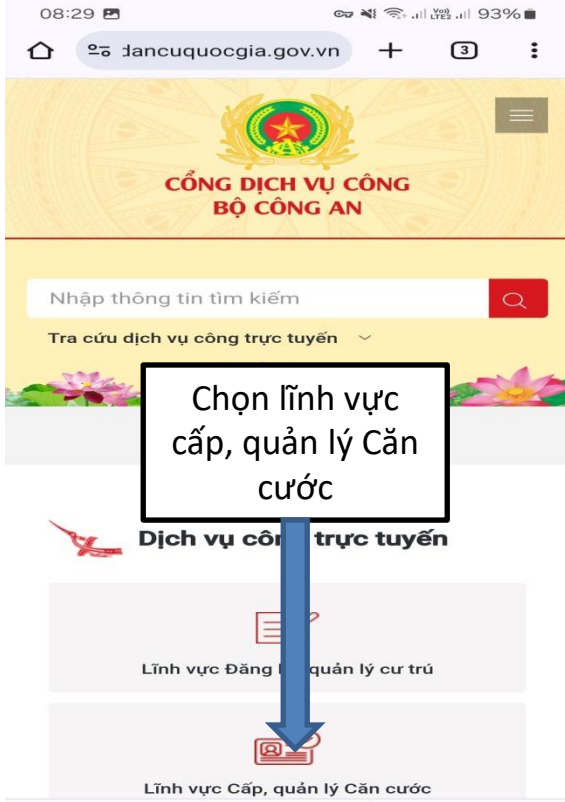 08:29
Voi)
LTE2
93%
dancuquocgia.gov.vn
3
CỔNG DỊCH VỤ CÔNG
BỘ CÔNG AN
Nhập thông tin tìm kiếm
Tra cứu dịch vụ công trực tuyến
Chọn lĩnh vực
cấp, quản lý Căn
cước
Dịch vụ công trực tuyến
Lĩnh vực Đăng quản lý cư trú
Lĩnh vực Cấp, quản lý Căn cước